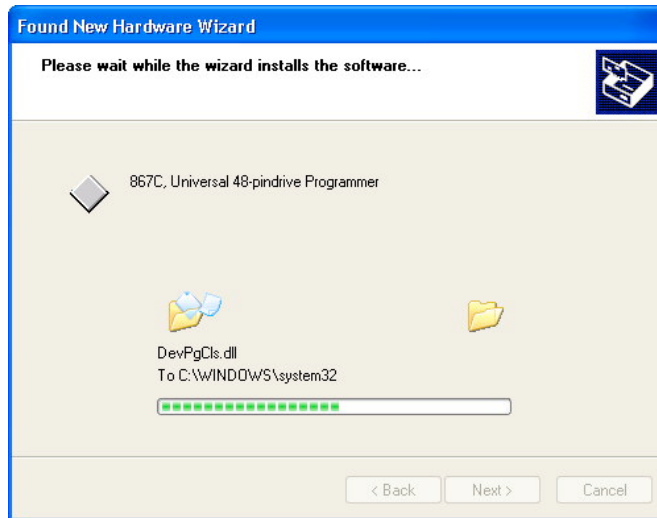 Found New Hardware Wizard
Please wait while the wizard installs the software...
867C, Universal 48-pindrive Programmer
DevPgCls.dll
To C:\WINDOWS\system32
< Back Next > Cancel